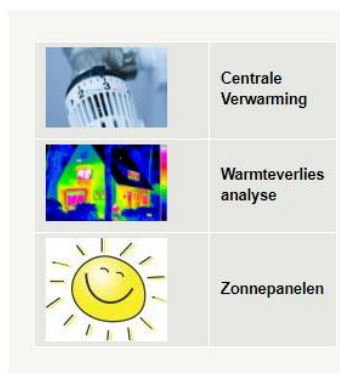 Centrale
Verwarming
Warmteverlies
analyse
Zonnepanelen